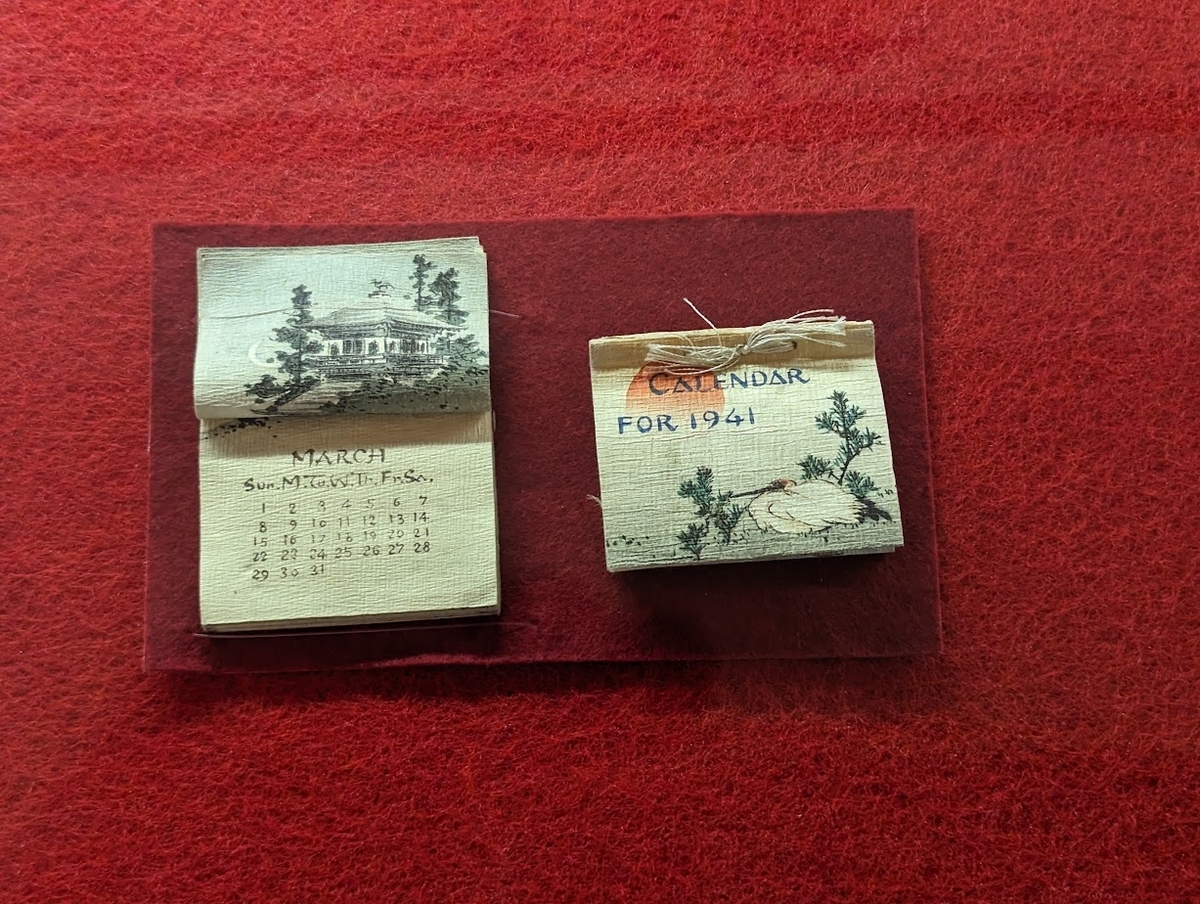 MARCH
Sun. M. Tu. W. Th. Fri. Sa.
1 2 3 4 5 6 7
8 9 10 11 12 13 14
15 16 17 18 19 20 21
22 23 24 25 26 27 28
29 30 31
CALENDAR
FOR 1941